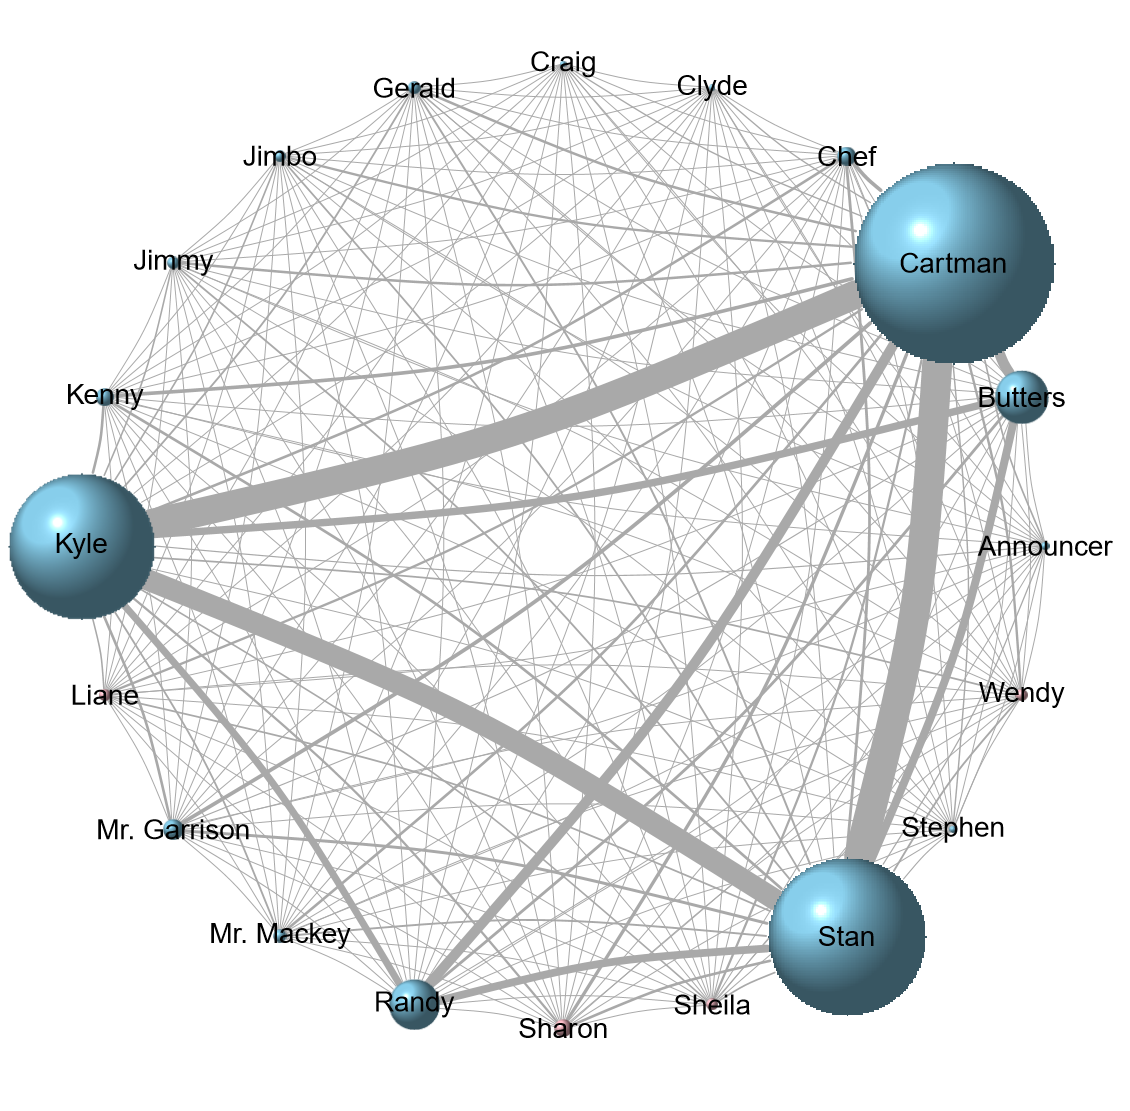 Craig
Clyde
Gerald
Chef
Jimbo
Cartman
Jimmy
Kenny
Butters
Kyle
Announcer
Liane
Wendy
Mr. Garrison
Stephen
Mr. Mackey
Stan
Randy
Sheila
Sharon